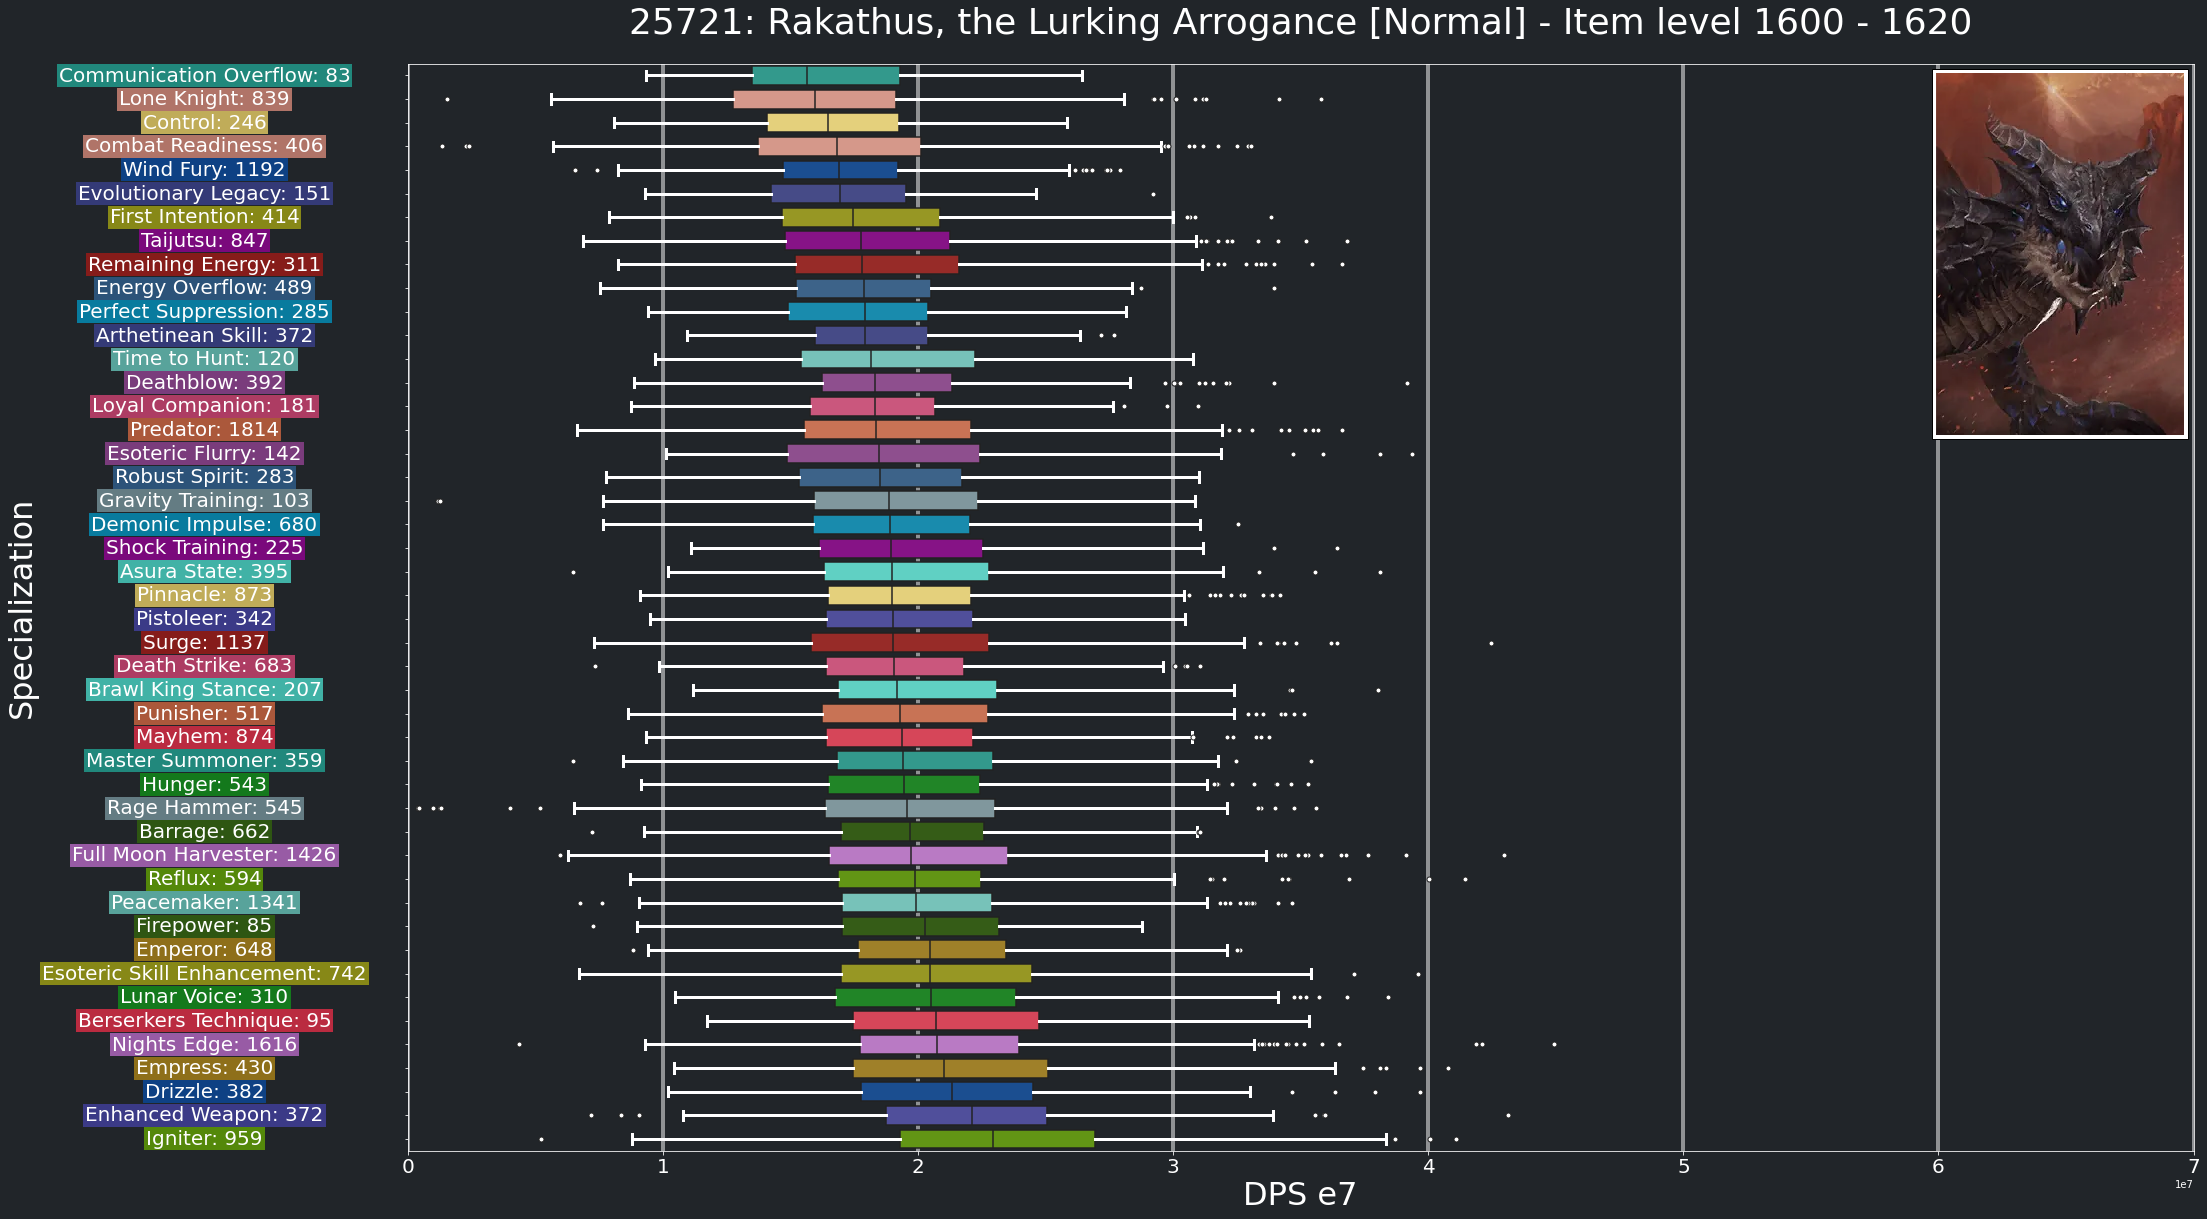 25721: Rakathus, the Lurking Arrogance [Normal] - Item level 1600 - 1620
Specialization
Communication Overflow: 83
Lone Knight: 839
Control: 246
Combat Readiness: 406
Wind Fury: 1192
Evolutionary Legacy: 151
First Intention: 414
Taijutsu: 847
Remaining Energy: 311
Energy Overflow: 489
Perfect Suppression: 285
Arthetinean Skill: 372
Time to Hunt: 120
Deathblow: 392
Loyal Companion: 181
Predator: 1814
Esoteric Flurry: 142
Robust Spirit: 283
Gravity Training: 103
Demonic Impulse: 680
Shock Training: 225
Asura State: 395
Pinnacle: 873
Pistoleer: 342
Surge: 1137
Death Strike: 683
Brawl King Stance: 207
Punisher: 517
Mayhem: 874
Master Summoner: 359
Hunger: 543
Rage Hammer: 545
Barrage: 662
Full Moon Harvester: 1426
Reflux: 594
Peacemaker: 1341
Firepower: 85
Emperor: 648
Esoteric Skill Enhancement: 742
Lunar Voice: 310
Berserkers Technique: 95
Nights Edge: 1616
Empress: 430
Drizzle: 382
Enhanced Weapon: 372
Igniter: 959
0 1 2 3 4 5 6 7
1e7
DPS e7